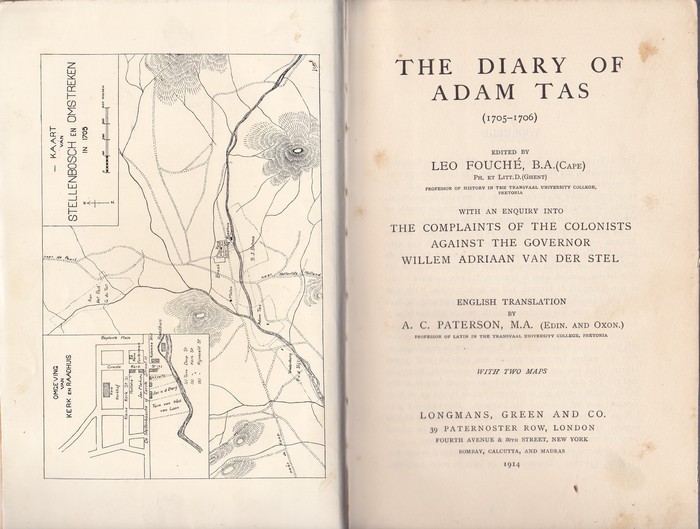 — KAART
VAN
STELLENBOSCH EN OMSTREKEN
IN 1705
OMGEVING
VAN
KERK EN RAADHUIS
THE DIARY OF
ADAM TAS
(1705–1706)
EDITED BY
LEO FOUCHÉ, B.A.(CAPE)
PH. ET LITT.D.(GHENT)
PROFESSOR OF HISTORY IN THE TRANSVAAL UNIVERSITY COLLEGE,
PRETORIA
WITH AN ENQUIRY INTO
THE COMPLAINTS OF THE COLONISTS
AGAINST THE GOVERNOR
WILLEM ADRIAAN VAN DER STEL
ENGLISH TRANSLATION
BY
A. C. PATERSON, M.A. (EDIN. AND OXON.)
PROFESSOR OF LATIN IN THE TRANSVAAL UNIVERSITY COLLEGE, PRETORIA
WITH TWO MAPS
LONGMANS, GREEN AND CO.
39 PATERNOSTER ROW, LONDON
FOURTH AVENUE & 30TH STREET, NEW YORK
BOMBAY, CALCUTTA, AND MADRAS
1914